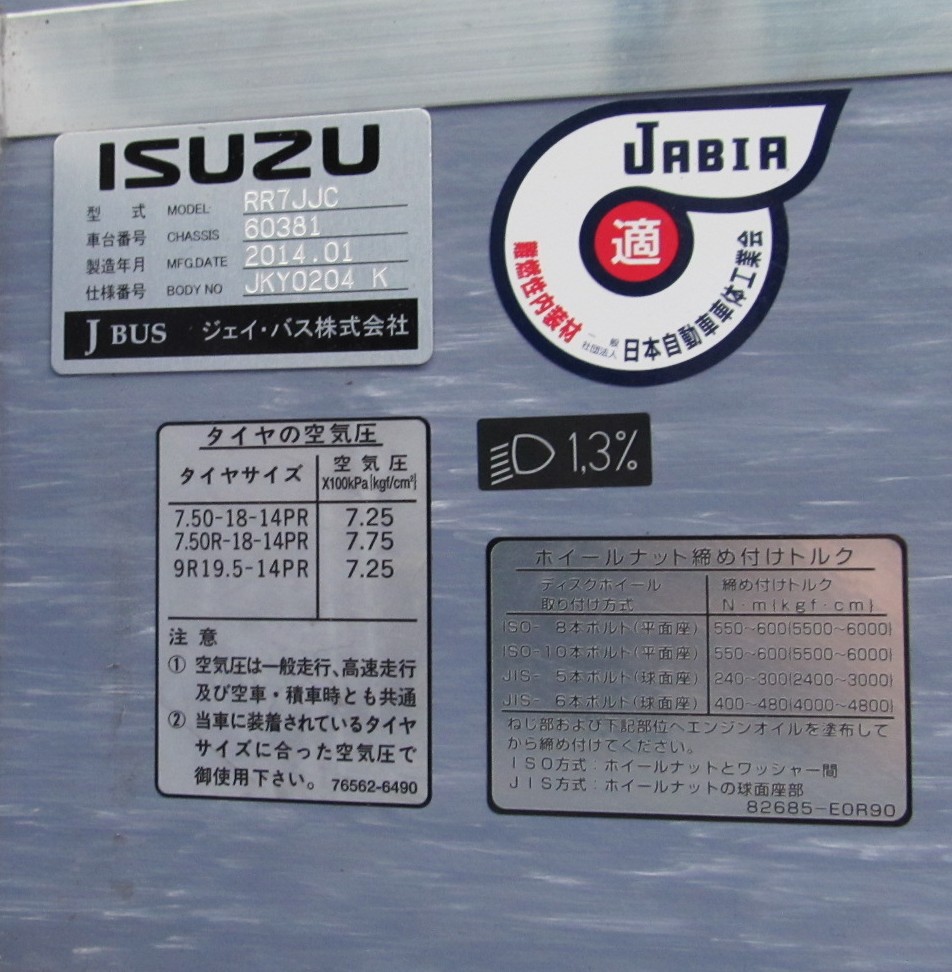 ISUZU
型 式 MODEL RR7JJC
車台番号 CHASSIS 60381
製造年月 MFG.DATE 2014.01
仕様番号 BODY NO JKY0204 K
J BUS ジェイ・バス株式会社
JABIA
適
難燃性内装材
一般社団法人 日本自動車車体工業会
タイヤの空気圧
タイヤサイズ 空気圧
X100kPa{kgf/cm²}
7.50-18-14PR 7.25
7.50R-18-14PR 7.75
9R19.5-14PR 7.25
注意
① 空気圧は一般走行、高速走行
及び空車・積車時とも共通
② 当車に装着されているタイヤ
サイズに合った空気圧で
御使用下さい。 76562-6490
1,3%
ホイールナット締め付けトルク
ディスクホイール 締め付けトルク
取り付け方式 N・m{kgf・cm}
ISO- 8本ボルト(平面座) 550~600{5500~6000}
ISO-10本ボルト(平面座) 550~600{5500~6000}
JIS- 5本ボルト(球面座) 240~300{2400~3000}
JIS- 6本ボルト(球面座) 400~480{4000~4800}
ねじ部および下記部位へエンジンオイルを塗布して
から締め付けてください。
ISO方式:ホイールナットとワッシャー間
JIS方式:ホイールナットの球面座部
82685-E0R90